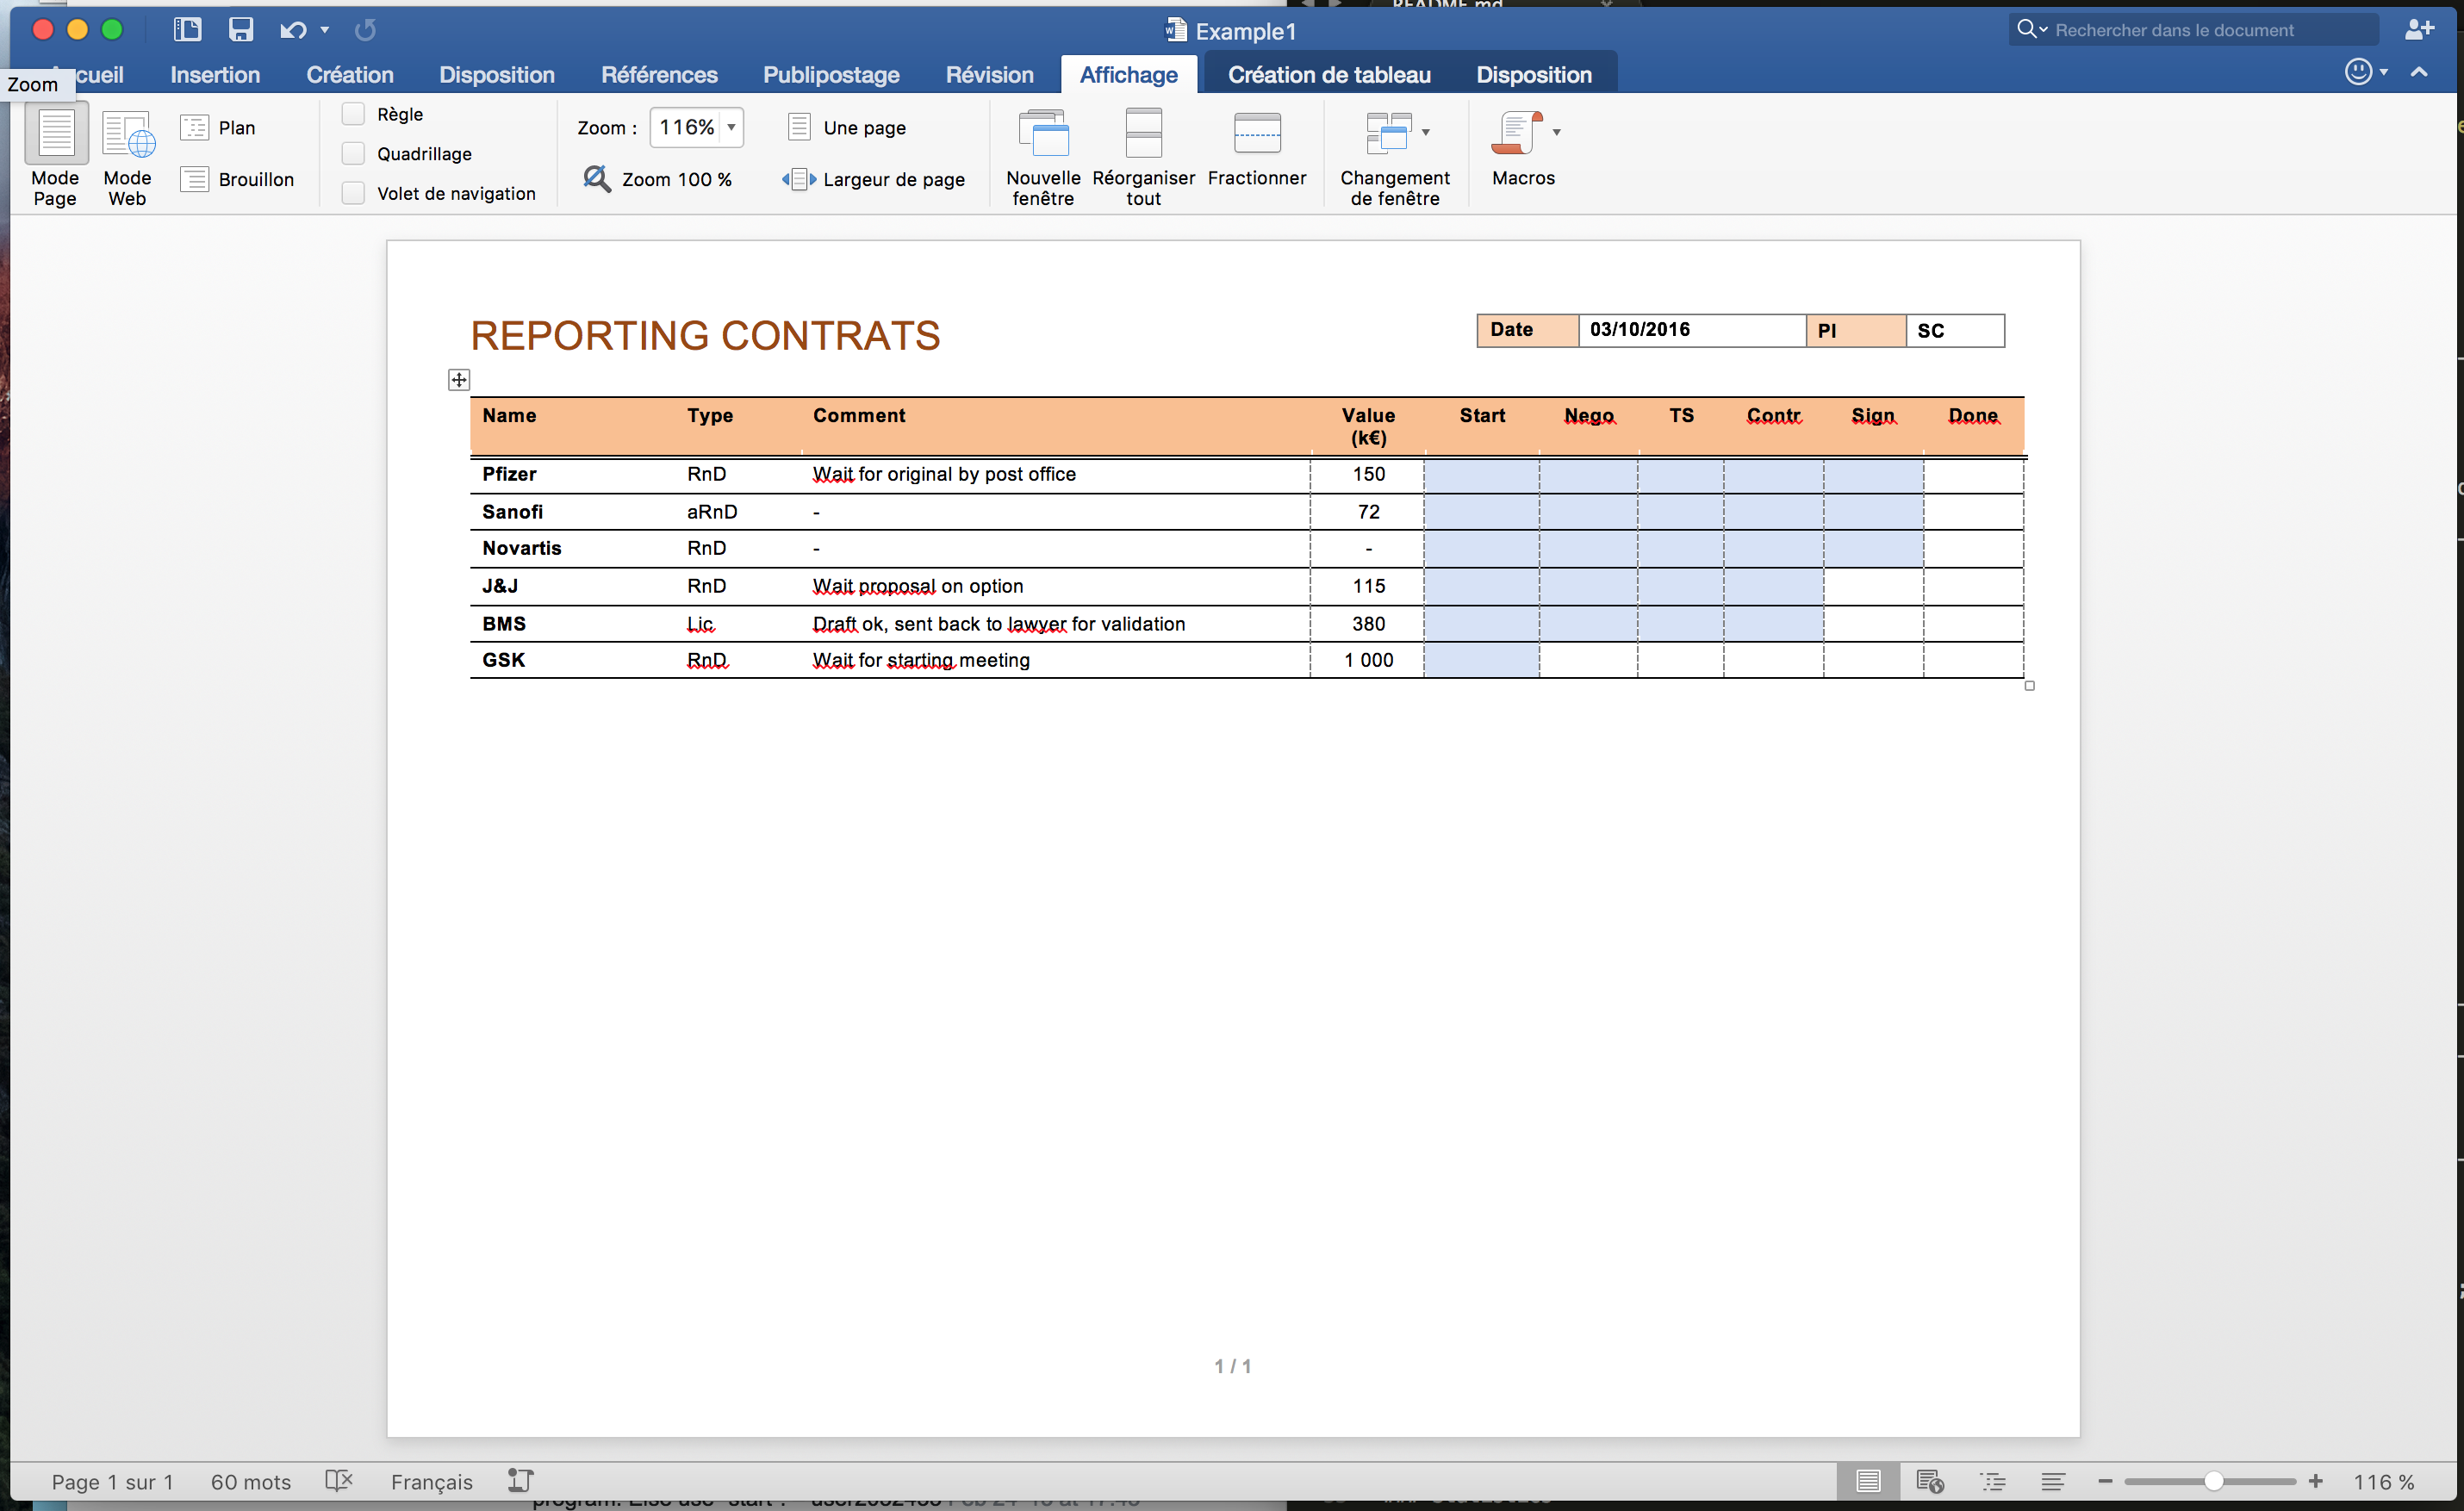 README.md
Example1
Rechercher dans le document
Zoom
cueil Insertion Création Disposition Références Publipostage Révision Affichage Création de tableau Disposition
Mode Page
Mode Web
Plan
Brouillon
Règle
Quadrillage
Volet de navigation
Zoom : 116%
Zoom 100 %
Une page
Largeur de page
Nouvelle fenêtre
Réorganiser tout
Fractionner
Changement de fenêtre
Macros
REPORTING CONTRATS
Date 03/10/2016 PI SC
Name Type Comment Value (k€) Start Nego TS Contr. Sign Done
Pfizer RnD Wait for original by post office 150
Sanofi aRnD - 72
Novartis RnD - -
J&J RnD Wait proposal on option 115
BMS Lic. Draft ok, sent back to lawyer for validation 380
GSK RnD Wait for starting meeting 1 000
1 / 1
Page 1 sur 1 60 mots Français 116 %